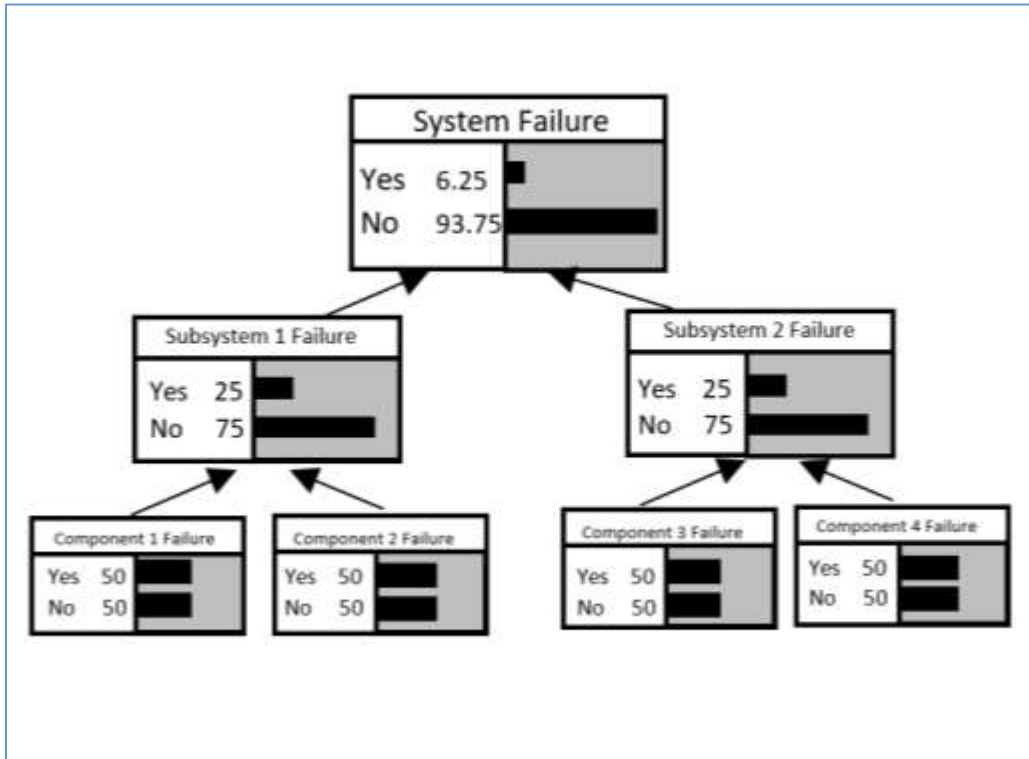 System Failure
Yes 6.25
No 93.75
Subsystem 1 Failure
Yes 25
No 75
Subsystem 2 Failure
Yes 25
No 75
Component 1 Failure
Yes 50
No 50
Component 2 Failure
Yes 50
No 50
Component 3 Failure
Yes 50
No 50
Component 4 Failure
Yes 50
No 50